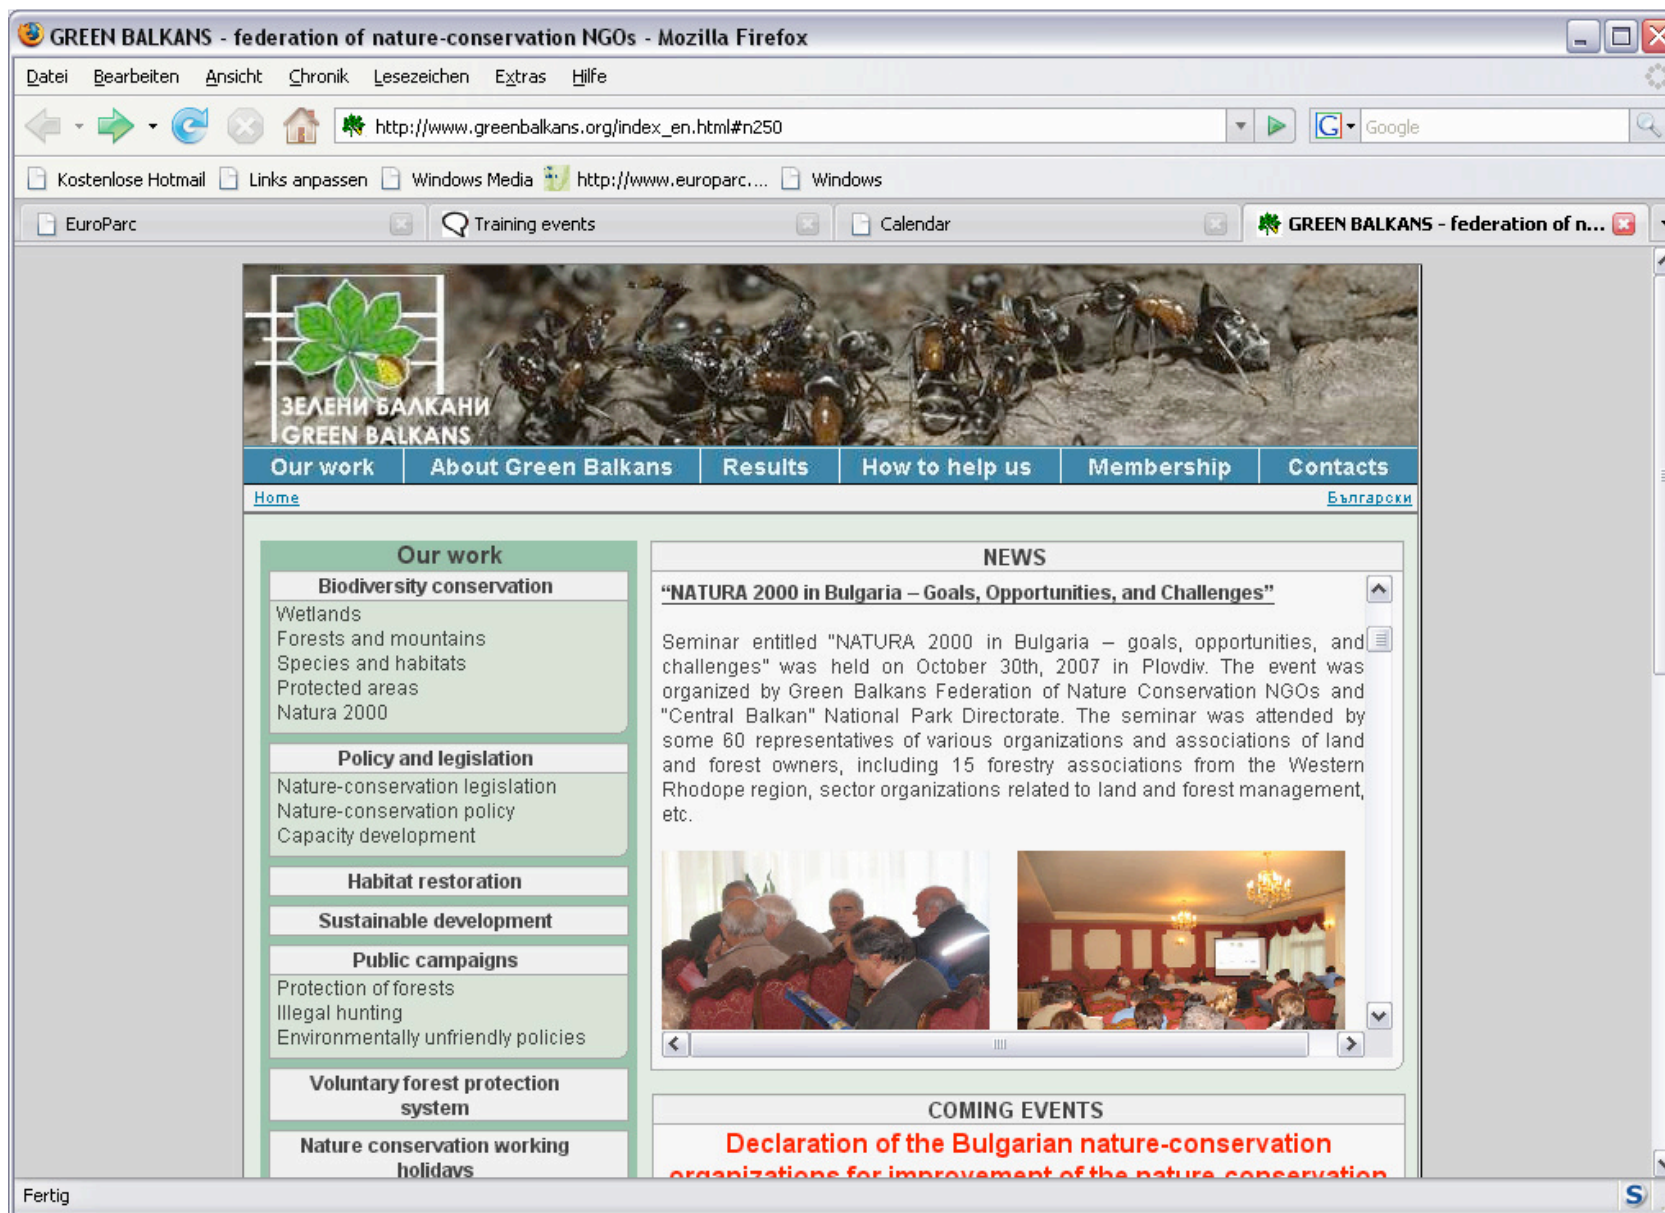 GREEN BALKANS - federation of nature-conservation NGOs - Mozilla Firefox
Datei Bearbeiten Ansicht Chronik Lesezeichen Extras Hilfe
http://www.greenbalkans.org/index_en.html#n250
G Google
Kostenlose Hotmail Links anpassen Windows Media http://www.europarc.... Windows
EuroParc Training events Calendar GREEN BALKANS - federation of n...
ЗЕЛЕНИ БАЛКАНИ
GREEN BALKANS
Our work About Green Balkans Results How to help us Membership Contacts
Home Български
Our work
Biodiversity conservation
Wetlands
Forests and mountains
Species and habitats
Protected areas
Natura 2000
Policy and legislation
Nature-conservation legislation
Nature-conservation policy
Capacity development
Habitat restoration
Sustainable development
Public campaigns
Protection of forests
Illegal hunting
Environmentally unfriendly policies
Voluntary forest protection
system
Nature conservation working
holidays
NEWS
“NATURA 2000 in Bulgaria – Goals, Opportunities, and Challenges”
Seminar entitled "NATURA 2000 in Bulgaria – goals, opportunities, and
challenges" was held on October 30th, 2007 in Plovdiv. The event was
organized by Green Balkans Federation of Nature Conservation NGOs and
"Central Balkan" National Park Directorate. The seminar was attended by
some 60 representatives of various organizations and associations of land
and forest owners, including 15 forestry associations from the Western
Rhodope region, sector organizations related to land and forest management,
etc.
COMING EVENTS
Declaration of the Bulgarian nature-conservation
organizations for improvement of the nature conservation
Fertig
S